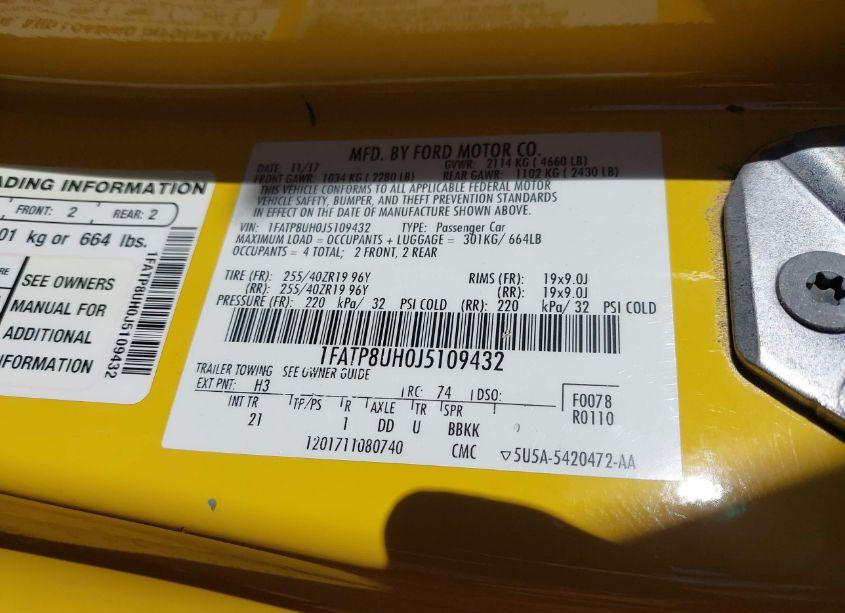 ADING INFORMATION
FRONT: 2 REAR: 2
01 kg or 664 lbs.
SEE OWNERS
MANUAL FOR
ADDITIONAL
INFORMATION
1FATP8UH0J5109432
MFD. BY FORD MOTOR CO.
DATE: 11/17 GVWR: 2114 KG ( 4660 LB)
FRONT GAWR: 1034 KG ( 2280 LB) REAR GAWR: 1102 KG ( 2430 LB)
THIS VEHICLE CONFORMS TO ALL APPLICABLE FEDERAL MOTOR
VEHICLE SAFETY, BUMPER, AND THEFT PREVENTION STANDARDS
IN EFFECT ON THE DATE OF MANUFACTURE SHOWN ABOVE.
VIN: 1FATP8UH0J5109432 TYPE: Passenger Car
MAXIMUM LOAD = OCCUPANTS + LUGGAGE = 301KG/ 664LB
OCCUPANTS = 4 TOTAL; 2 FRONT, 2 REAR
TIRE (FR): 255/40ZR19 96Y RIMS (FR): 19x9.0J
(RR): 255/40ZR19 96Y (RR): 19x9.0J
PRESSURE (FR): 220 kPa/ 32 PSI COLD (RR): 220 kPa/ 32 PSI COLD
1FATP8UH0J5109432
TRAILER TOWING SEE OWNER GUIDE
EXT PNT: H3 RC: 74 DSO: F0078
INT TR TP/PS R AXLE TR SPR R0110
21 1 DD U BBKK
1201711080740 CMC ▽5U5A-5420472-AA